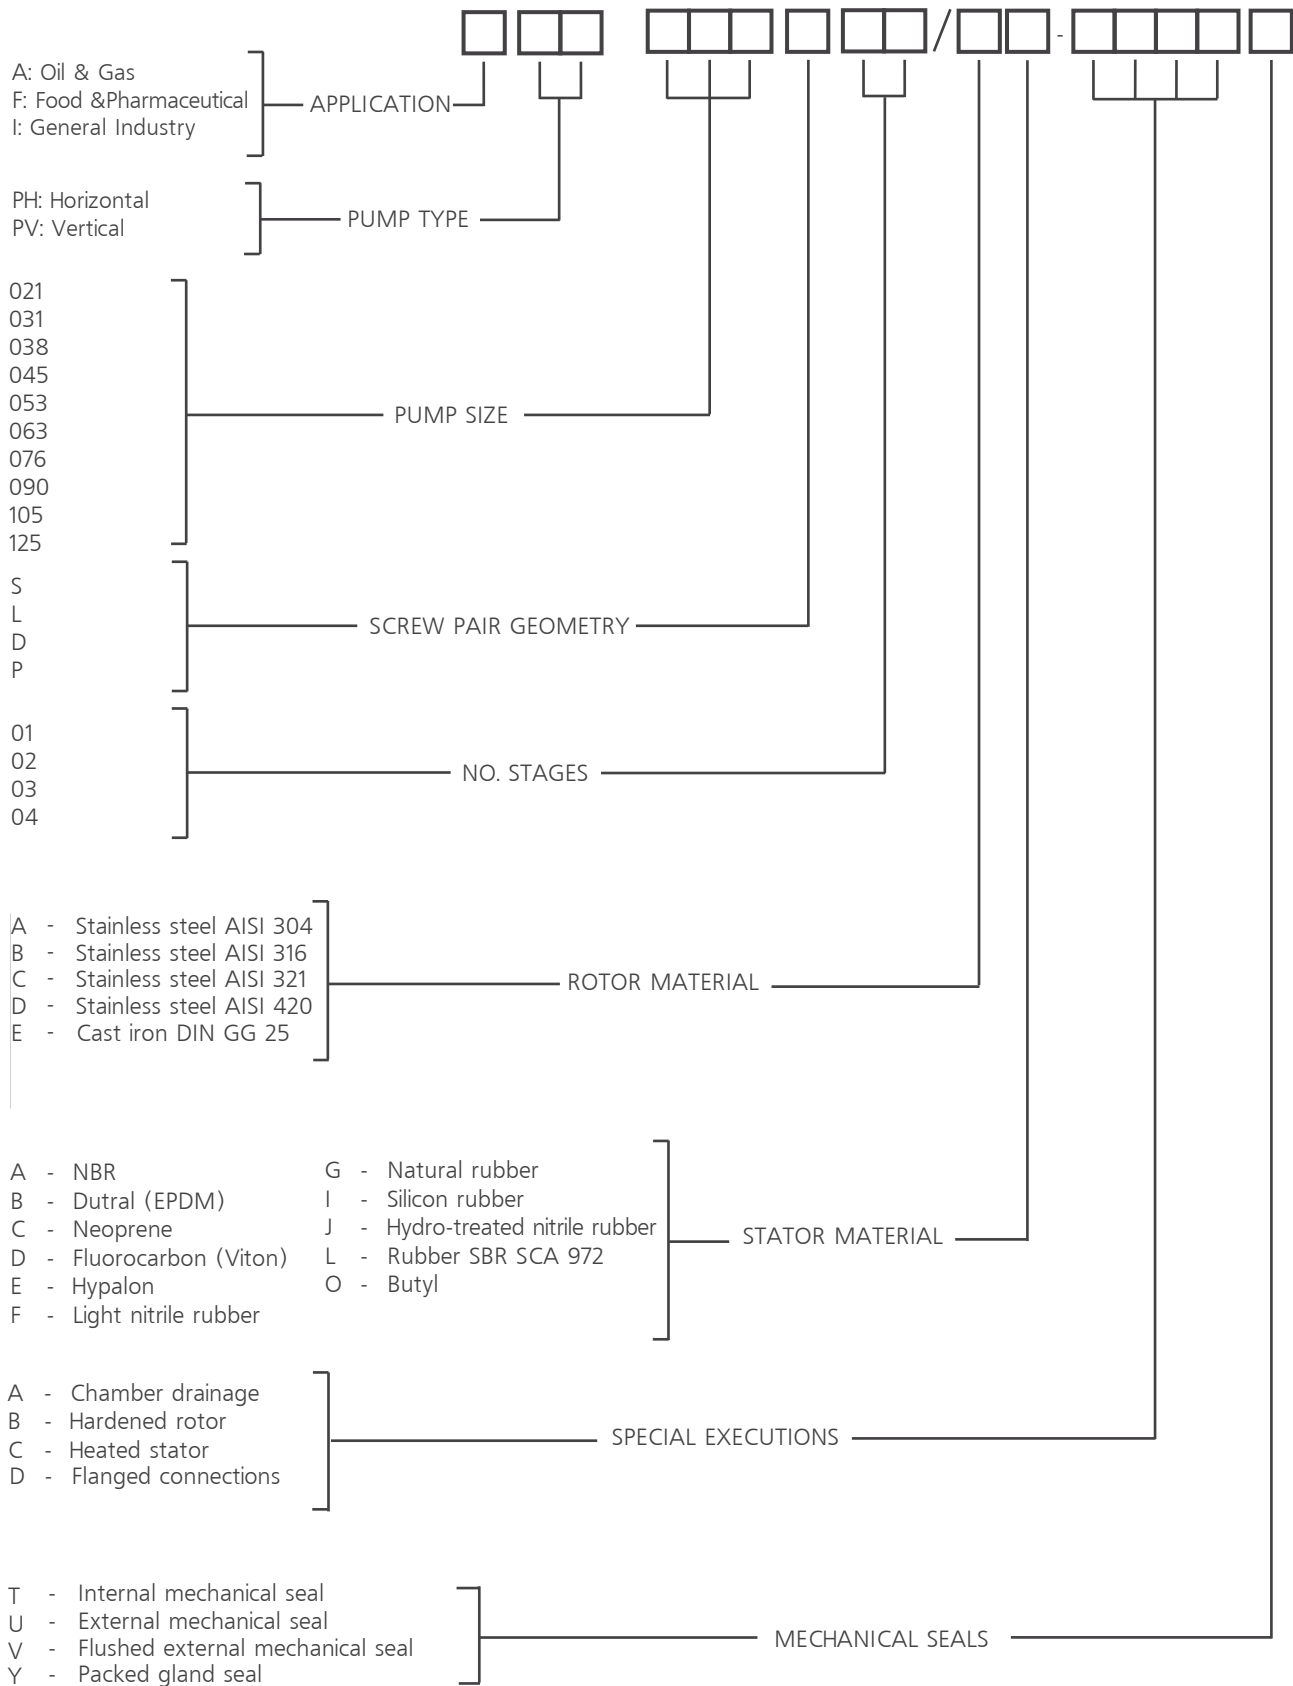 / -
A: Oil & Gas
F: Food &Pharmaceutical
I: General Industry
APPLICATION
PH: Horizontal
PV: Vertical
PUMP TYPE
021
031
038
045
053
063
076
090
105
125
PUMP SIZE
S
L
D
P
SCREW PAIR GEOMETRY
01
02
03
04
NO. STAGES
A - Stainless steel AISI 304
B - Stainless steel AISI 316
C - Stainless steel AISI 321
D - Stainless steel AISI 420
E - Cast iron DIN GG 25
ROTOR MATERIAL
A - NBR
B - Dutral (EPDM)
C - Neoprene
D - Fluorocarbon (Viton)
E - Hypalon
F - Light nitrile rubber
G - Natural rubber
I - Silicon rubber
J - Hydro-treated nitrile rubber
L - Rubber SBR SCA 972
O - Butyl
STATOR MATERIAL
A - Chamber drainage
B - Hardened rotor
C - Heated stator
D - Flanged connections
SPECIAL EXECUTIONS
T - Internal mechanical seal
U - External mechanical seal
V - Flushed external mechanical seal
Y - Packed gland seal
MECHANICAL SEALS